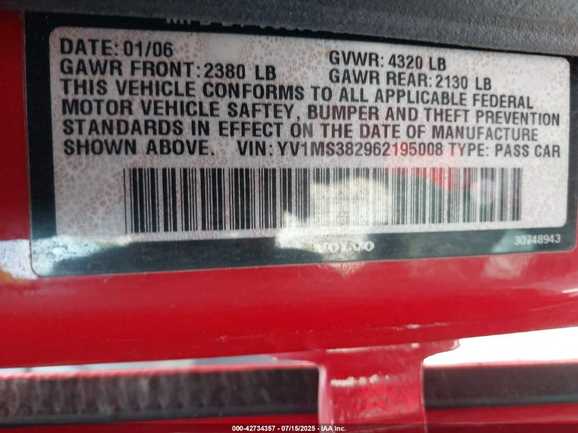 DATE: 01/06
GVWR: 4320 LB
GAWR FRONT: 2380 LB
GAWR REAR: 2130 LB
THIS VEHICLE CONFORMS TO ALL APPLICABLE FEDERAL
MOTOR VEHICLE SAFTEY, BUMPER AND THEFT PREVENTION
STANDARDS IN EFFECT ON THE DATE OF MANUFACTURE
SHOWN ABOVE. VIN: YV1MS382962195008 TYPE: PASS CAR
VOLVO
30748943
000-42734357 / 07/15/2025 / IAA Inc.